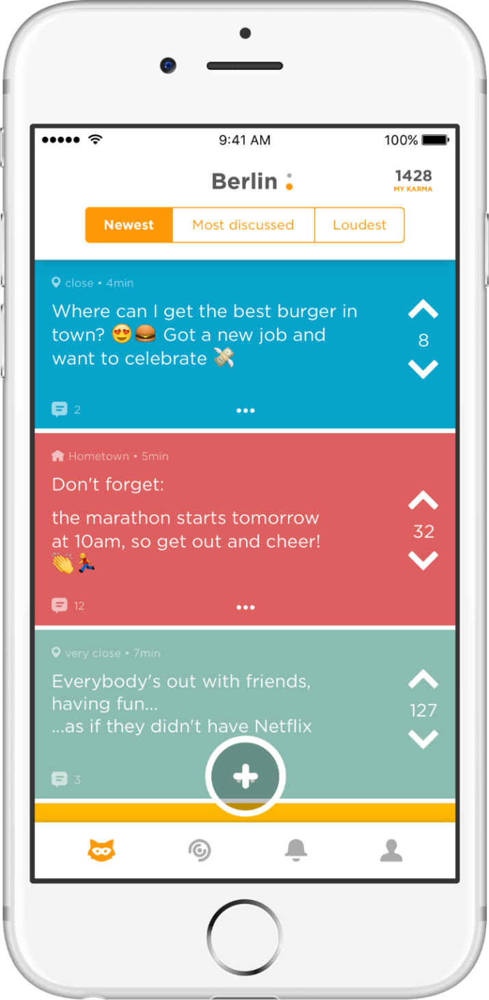 9:41 AM
100%
Berlin
1428
MY KARMA
Newest
Most discussed
Loudest
close • 4min
Where can I get the best burger in
town? 😍🍔 Got a new job and
want to celebrate 💸
8
2
Hometown • 5min
Don't forget:
the marathon starts tomorrow
at 10am, so get out and cheer!
👏🏃
32
12
very close • 7min
Everybody's out with friends,
having fun...
...as if they didn't have Netflix
127
3